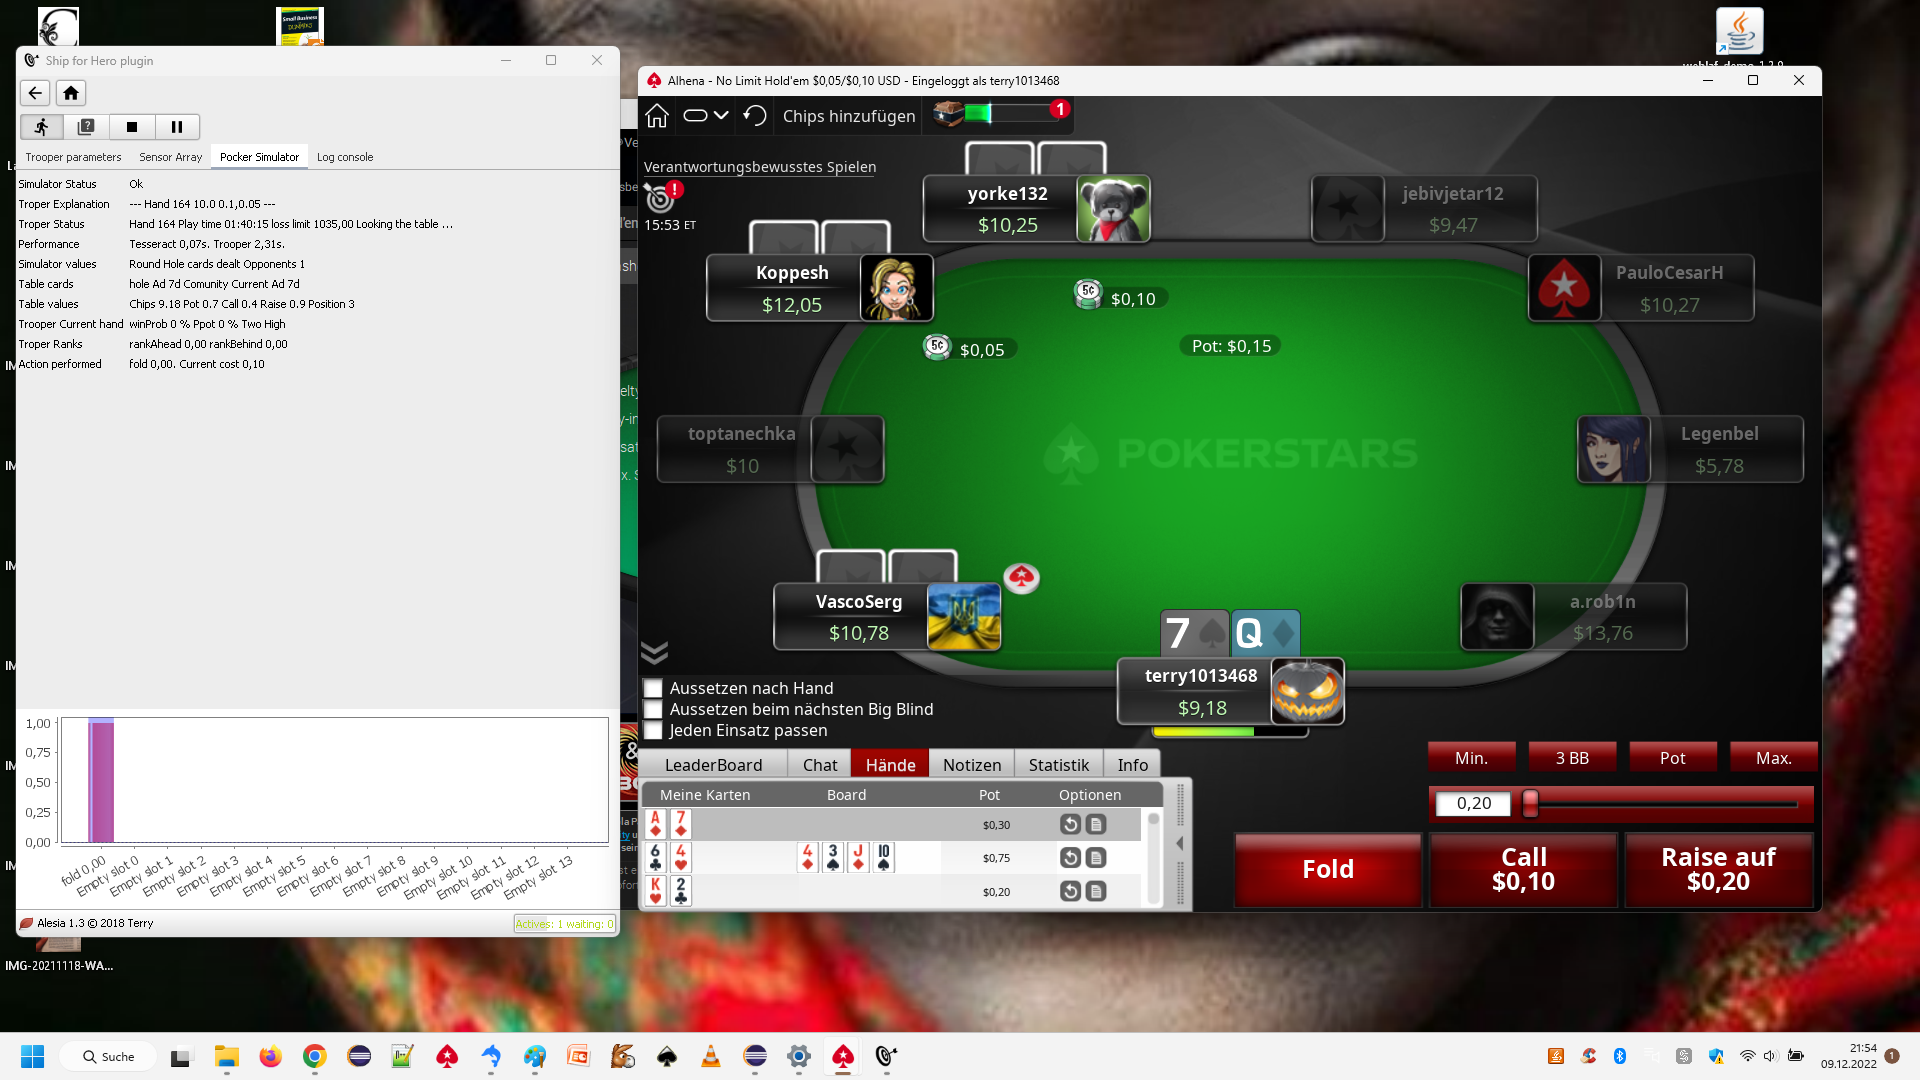 Ship for Hero plugin
Trooper parameters Sensor Array Pocker Simulator Log console
Simulator Status Ok
Troper Explanation --- Hand 164 10.0 0.1,0.05 ---
Troper Status Hand 164 Play time 01:40:15 loss limit 1035,00 Looking the table ...
Performance Tesseract 0,07s. Trooper 2,31s.
Simulator values Round Hole cards dealt Opponents 1
Table cards hole Ad 7d Comunity Current Ad 7d
Table values Chips 9.18 Pot 0.7 Call 0.4 Raise 0.9 Position 3
Trooper Current hand winProb 0 % Ppot 0 % Two High
Troper Ranks rankAhead 0,00 rankBehind 0,00
Action performed fold 0,00. Current cost 0,10
1,00
0,75
0,50
0,25
0,00
fold 0,00 Empty slot 0 Empty slot 1 Empty slot 2 Empty slot 3 Empty slot 4 Empty slot 5 Empty slot 6 Empty slot 7 Empty slot 8 Empty slot 9 Empty slot 10 Empty slot 11 Empty slot 12 Empty slot 13
Alesia 1.3 © 2018 Terry
Actives: 1 waiting: 0
IMG-20211118-WA...
Small Business
DUMMIES
Alhena - No Limit Hold'em $0,05/$0,10 USD - Eingeloggt als terry1013468
Chips hinzufügen
1
Verantwortungsbewusstes Spielen
15:53 ET
yorke132
$10,25
jebivjetar12
$9,47
Koppesh
$12,05
PauloCesarH
$10,27
5¢ $0,10
5¢ $0,05
Pot: $0,15
toptanechka
$10
POKERSTARS
Legenbel
$5,78
VascoSerg
$10,78
a.rob1n
$13,76
7 Q
terry1013468
$9,18
Aussetzen nach Hand
Aussetzen beim nächsten Big Blind
Jeden Einsatz passen
LeaderBoard Chat Hände Notizen Statistik Info
Meine Karten Board Pot Optionen
A 7 $0,30
6 4 4 3 J 10 $0,75
K 2 $0,20
Min. 3 BB Pot Max.
0,20
Fold
Call
$0,10
Raise auf
$0,20
Suche
21:54
09.12.2022
1